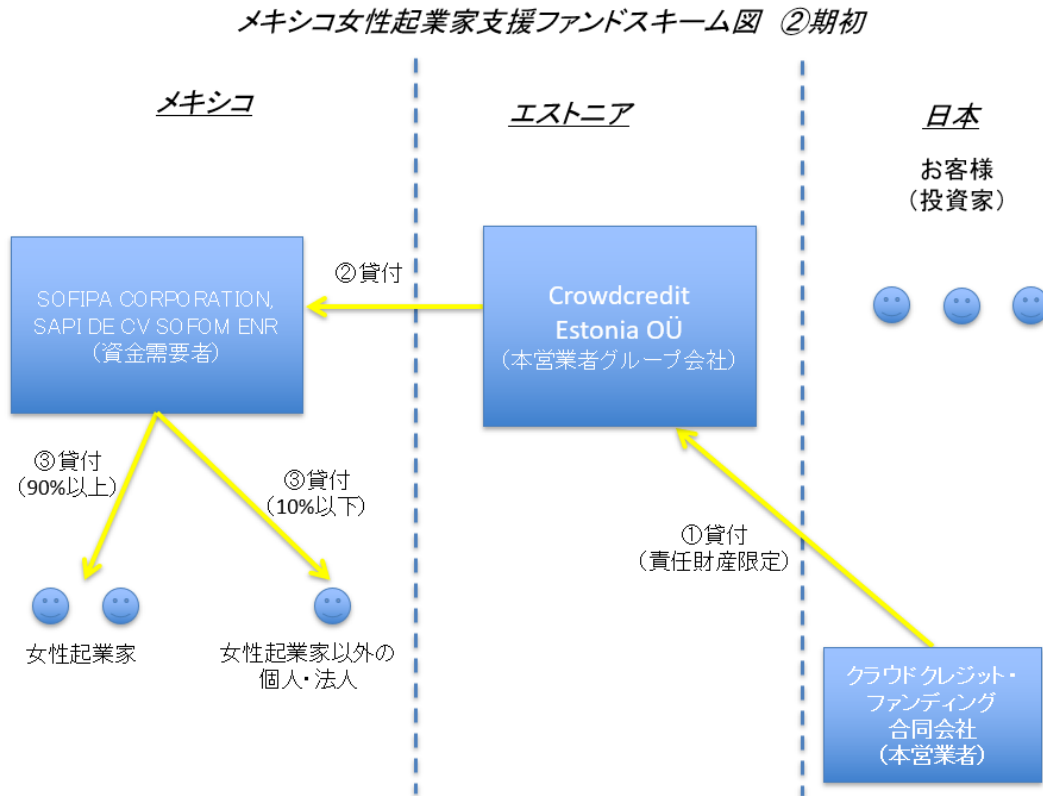 メキシコ女性起業家支援ファンドスキーム図 ②期初
メキシコ
エストニア
日本
お客様
（投資家）
SOFIPA CORPORATION,
SAPI DE CV SOFOM ENR
（資金需要者）
②貸付
Crowdcredit
Estonia OÜ
（本営業者グループ会社）
③貸付
（90%以上）
③貸付
（10%以下）
①貸付
（責任財産限定）
女性起業家
女性起業家以外の
個人・法人
クラウドクレジット・
ファンディング
合同会社
（本営業者）